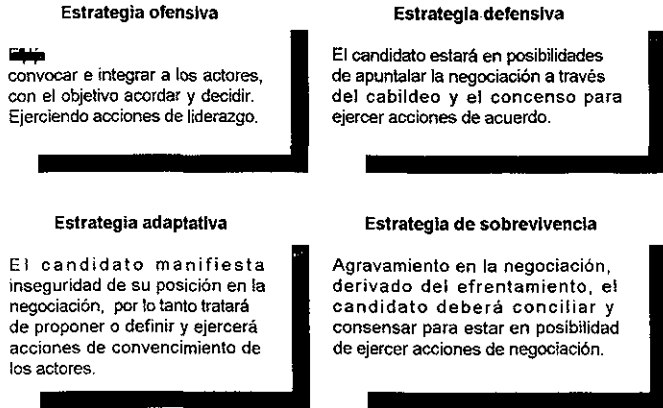 Estrategia ofensiva
convocar e integrar a los actores,
con el objetivo acordar y decidir.
Ejerciendo acciones de liderazgo.
Estrategia defensiva
El candidato estará en posibilidades
de apuntalar la negociación a través
del cabildeo y el concenso para
ejercer acciones de acuerdo.
Estrategia adaptativa
El candidato manifiesta
inseguridad de su posición en la
negociación, por lo tanto tratará
de proponer o definir y ejercerá
acciones de convencimiento de
los actores.
Estrategia de sobrevivencia
Agravamiento en la negociación,
derivado del efrentamiento, el
candidato deberá conciliar y
consensar para estar en posibilidad
de ejercer acciones de negociación.